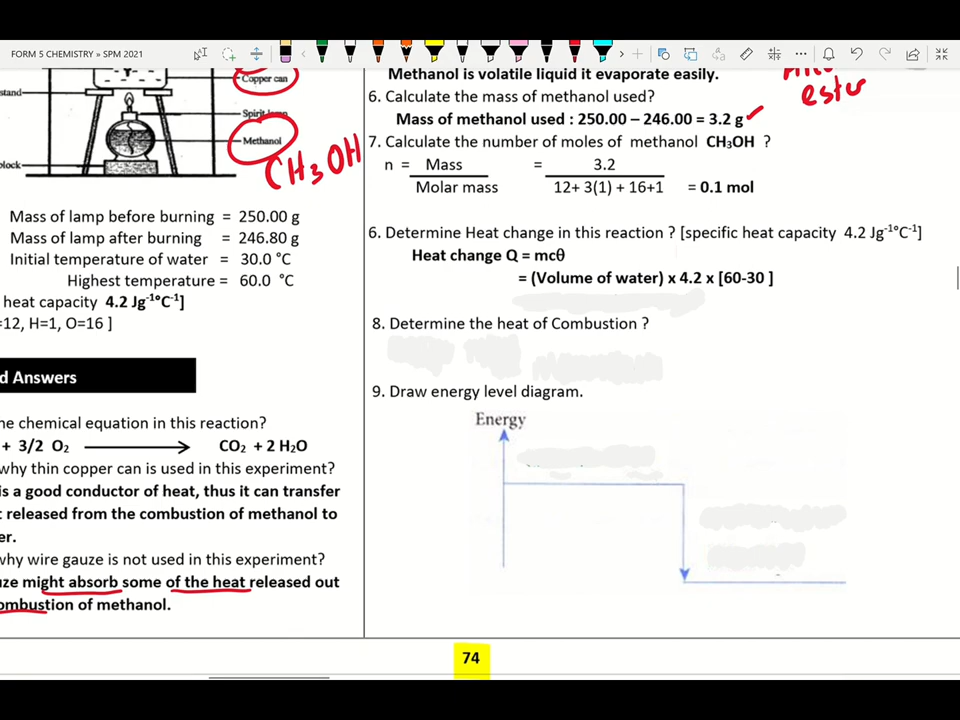 FORM 5 CHEMISTRY » SPM 2021
Copper can
stand
Spirit lamp
Methanol
CH3OH
block
Mass of lamp before burning = 250.00 g
Mass of lamp after burning = 246.80 g
Initial temperature of water = 30.0 °C
Highest temperature = 60.0 °C
heat capacity 4.2 Jg⁻¹°C⁻¹]
=12, H=1, O=16 ]
d Answers
ne chemical equation in this reaction?
+ 3/2 O₂ ⟶ CO₂ + 2 H₂O
why thin copper can is used in this experiment?
is a good conductor of heat, thus it can transfer
t released from the combustion of methanol to
er.
why wire gauze is not used in this experiment?
uze might absorb some of the heat released out
ombustion of methanol.
Methanol is volatile liquid it evaporate easily.
ester
6. Calculate the mass of methanol used?
Mass of methanol used : 250.00 – 246.00 = 3.2 g
7. Calculate the number of moles of methanol CH₃OH ?
n = Mass = 3.2
Molar mass 12+ 3(1) + 16+1 = 0.1 mol
6. Determine Heat change in this reaction ? [specific heat capacity 4.2 Jg⁻¹°C⁻¹]
Heat change Q = mcθ
= (Volume of water) x 4.2 x [60-30 ]
8. Determine the heat of Combustion ?
9. Draw energy level diagram.
Energy
74